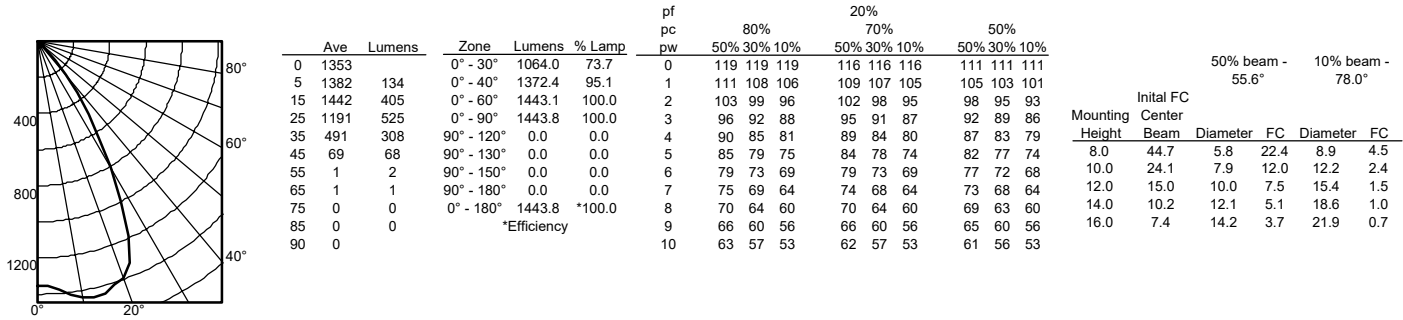 400
800
1200
0°
20°
40°
60°
80°
Ave Lumens
0 1353
5 1382 134
15 1442 405
25 1191 525
35 491 308
45 69 68
55 1 2
65 1 1
75 0 0
85 0 0
90 0
Zone Lumens % Lamp
0° - 30° 1064.0 73.7
0° - 40° 1372.4 95.1
0° - 60° 1443.1 100.0
0° - 90° 1443.8 100.0
90° - 120° 0.0 0.0
90° - 130° 0.0 0.0
90° - 150° 0.0 0.0
90° - 180° 0.0 0.0
0° - 180° 1443.8 *100.0
*Efficiency
pf 20%
pc 80% 70% 50%
pw 50% 30% 10% 50% 30% 10% 50% 30% 10%
0 119 119 119 116 116 116 111 111 111
1 111 108 106 109 107 105 105 103 101
2 103 99 96 102 98 95 98 95 93
3 96 92 88 95 91 87 92 89 86
4 90 85 81 89 84 80 87 83 79
5 85 79 75 84 78 74 82 77 74
6 79 73 69 79 73 69 77 72 68
7 75 69 64 74 68 64 73 68 64
8 70 64 60 70 64 60 69 63 60
9 66 60 56 66 60 56 65 60 56
10 63 57 53 62 57 53 61 56 53
50% beam - 10% beam -
55.6° 78.0°
Inital FC
Mounting Center
Height Beam Diameter FC Diameter FC
8.0 44.7 5.8 22.4 8.9 4.5
10.0 24.1 7.9 12.0 12.2 2.4
12.0 15.0 10.0 7.5 15.4 1.5
14.0 10.2 12.1 5.1 18.6 1.0
16.0 7.4 14.2 3.7 21.9 0.7